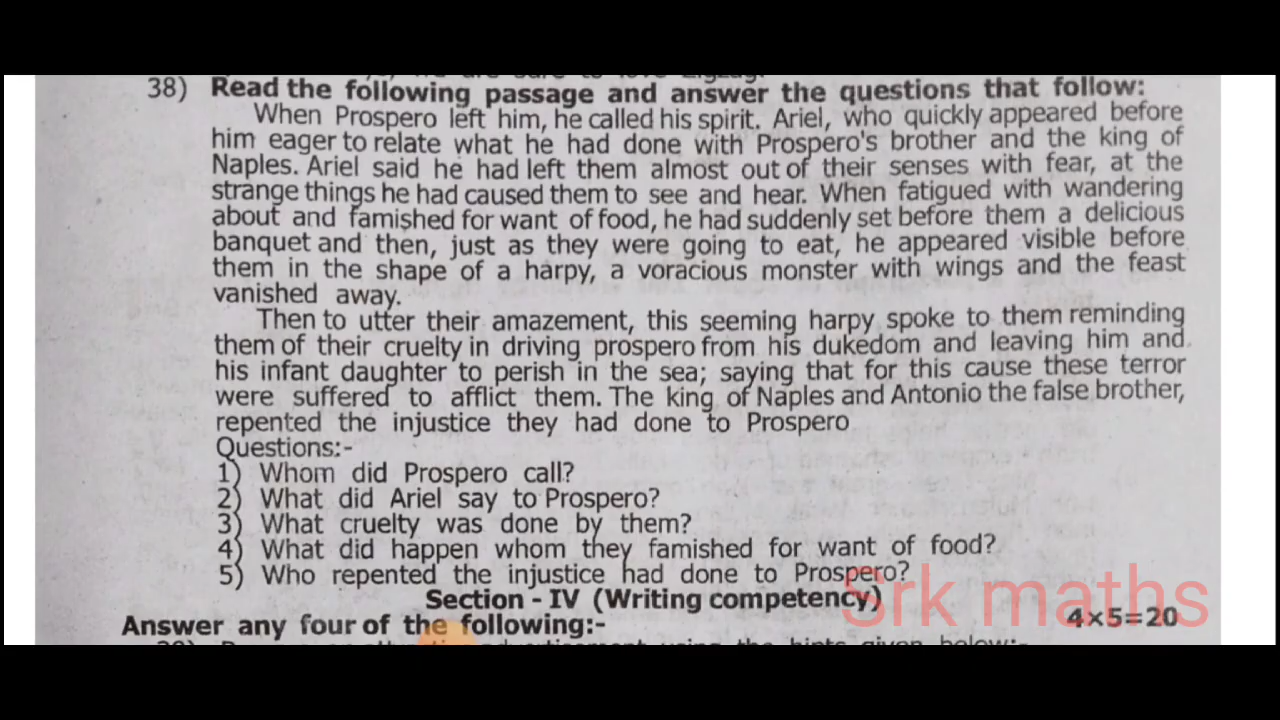 38) Read the following passage and answer the questions that follow:
When Prospero left him, he called his spirit. Ariel, who quickly appeared before
him eager to relate what he had done with Prospero's brother and the king of
Naples. Ariel said he had left them almost out of their senses with fear, at the
strange things he had caused them to see and hear. When fatigued with wandering
about and famished for want of food, he had suddenly set before them a delicious
banquet and then, just as they were going to eat, he appeared visible before
them in the shape of a harpy, a voracious monster with wings and the feast
vanished away.
Then to utter their amazement, this seeming harpy spoke to them reminding
them of their cruelty in driving prospero from his dukedom and leaving him and
his infant daughter to perish in the sea; saying that for this cause these terror
were suffered to afflict them. The king of Naples and Antonio the false brother,
repented the injustice they had done to Prospero
Questions:-
1) Whom did Prospero call?
2) What did Ariel say to Prospero?
3) What cruelty was done by them?
4) What did happen whom they famished for want of food?
5) Who repented the injustice had done to Prospero?
Srk maths
Section - IV (Writing competency)
Answer any four of the following:- 4×5=20